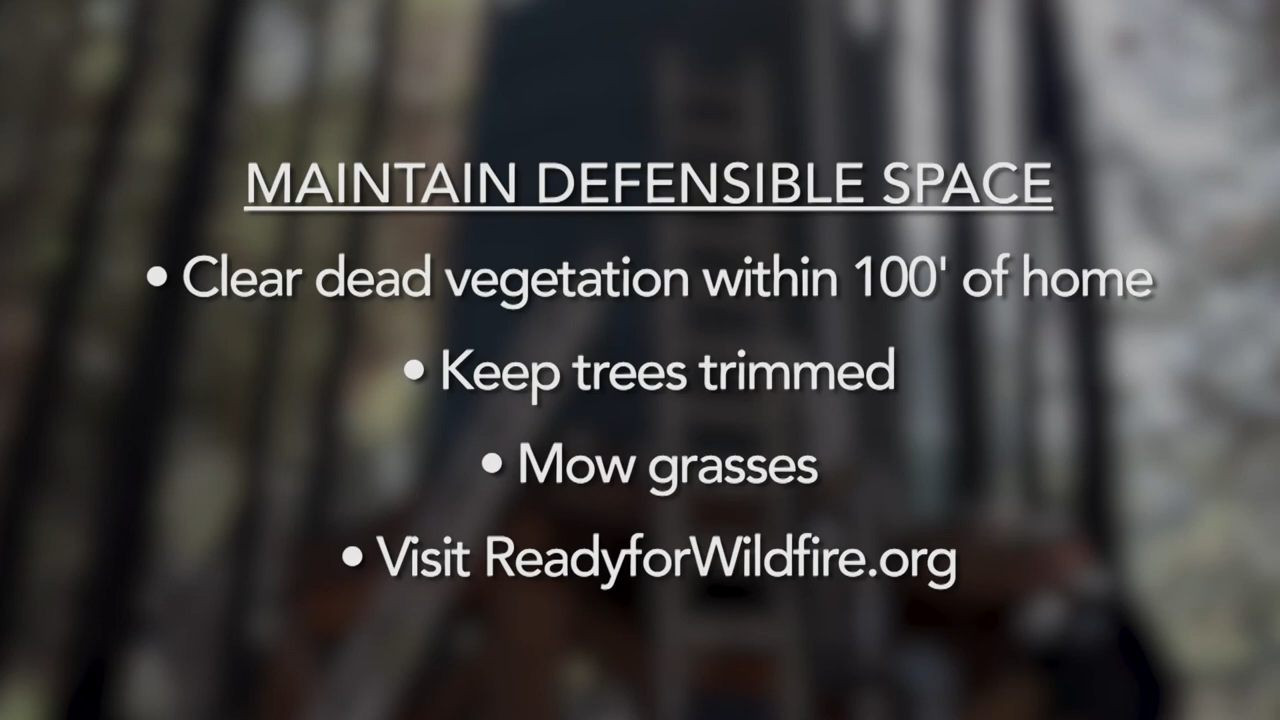 MAINTAIN DEFENSIBLE SPACE
• Clear dead vegetation within 100' of home
• Keep trees trimmed
• Mow grasses
• Visit ReadyforWildfire.org